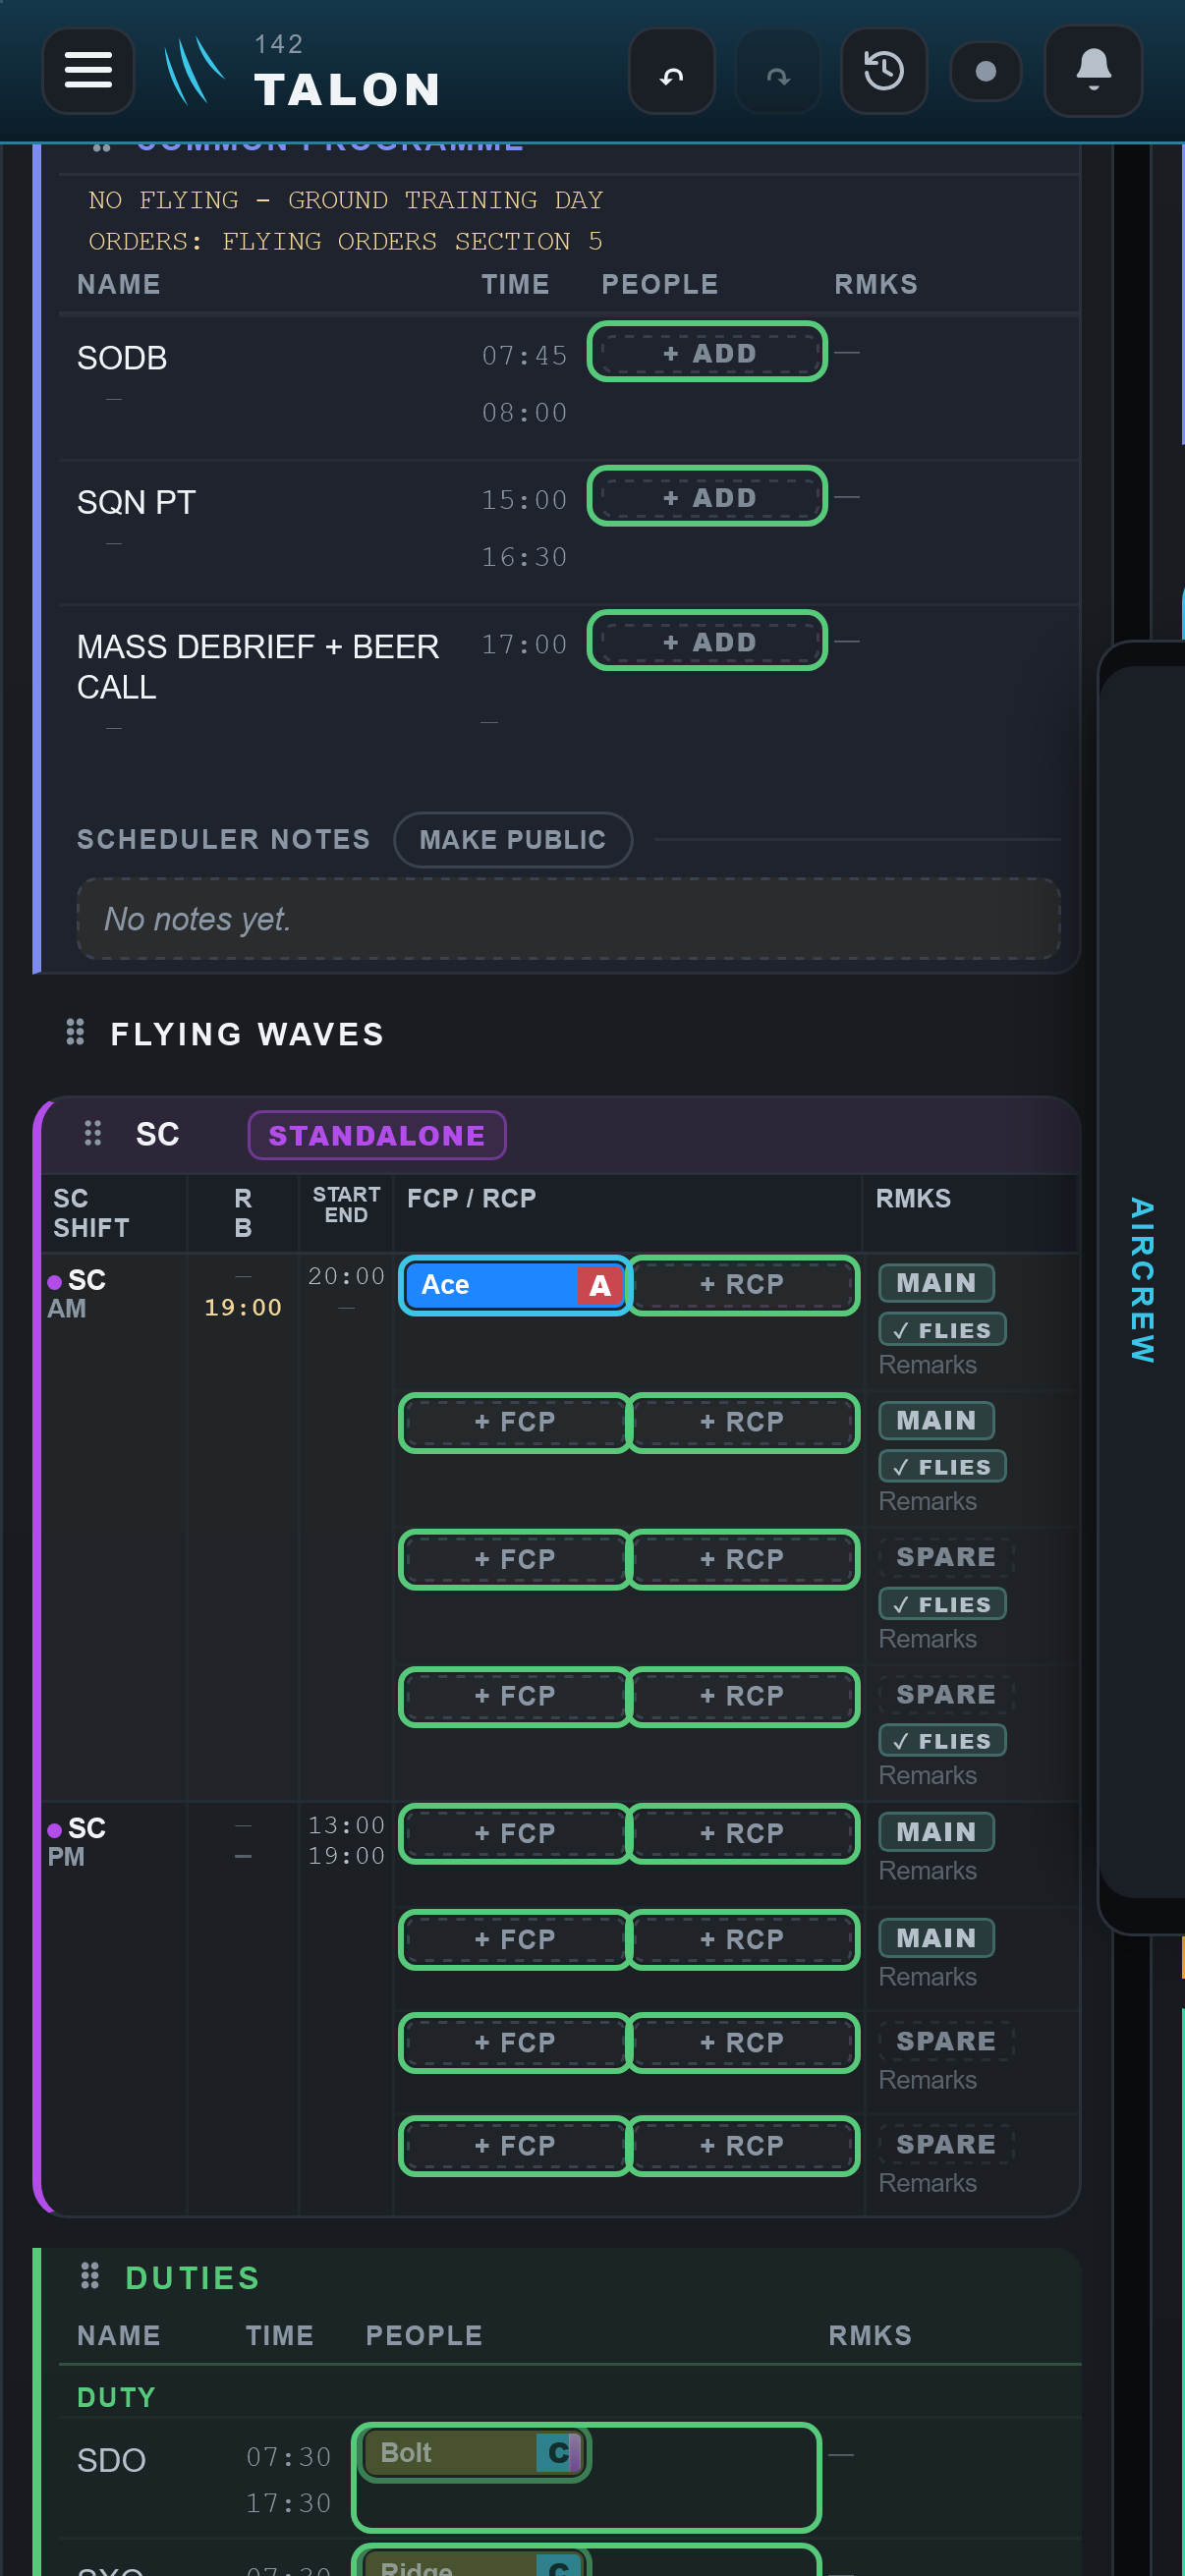 142
TALON
COMMON PROGRAMME
NO FLYING - GROUND TRAINING DAY
ORDERS: FLYING ORDERS SECTION 5
NAME TIME PEOPLE RMKS
SODB 07:45 + ADD —
— 08:00
SQN PT 15:00 + ADD —
— 16:30
MASS DEBRIEF + BEER 17:00 + ADD —
CALL
— —
SCHEDULER NOTES MAKE PUBLIC
No notes yet.
FLYING WAVES
SC STANDALONE
SC R START FCP / RCP RMKS
SHIFT B END
SC — 20:00 Ace A + RCP MAIN
AM 19:00 —
✓ FLIES
Remarks
+ FCP + RCP MAIN
✓ FLIES
Remarks
+ FCP + RCP SPARE
✓ FLIES
Remarks
+ FCP + RCP SPARE
✓ FLIES
Remarks
SC — 13:00 + FCP + RCP MAIN
PM — 19:00 Remarks
+ FCP + RCP MAIN
Remarks
+ FCP + RCP SPARE
Remarks
+ FCP + RCP SPARE
Remarks
AIRCREW
DUTIES
NAME TIME PEOPLE RMKS
DUTY
SDO 07:30 Bolt C —
17:30
07:30 Ridge C —